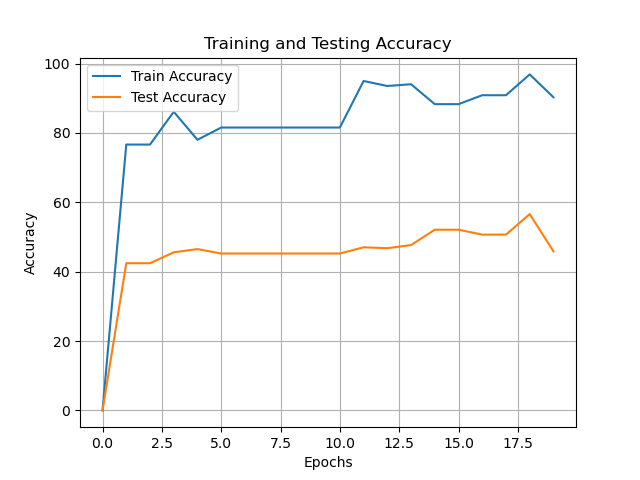 Training and Testing Accuracy
Train Accuracy
Test Accuracy
100
80
60
40
20
0
Accuracy
0.0 2.5 5.0 7.5 10.0 12.5 15.0 17.5
Epochs